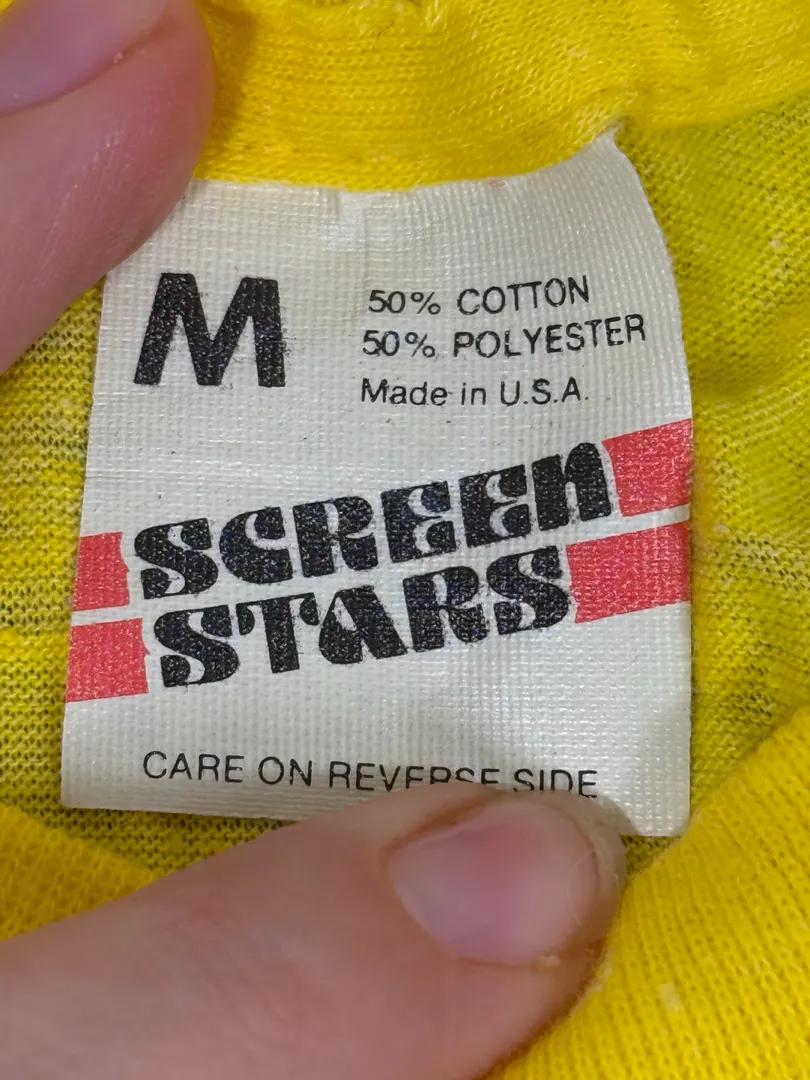 M
50% COTTON
50% POLYESTER
Made in U.S.A.
SCREEN
STARS
CARE ON REVERSE SIDE